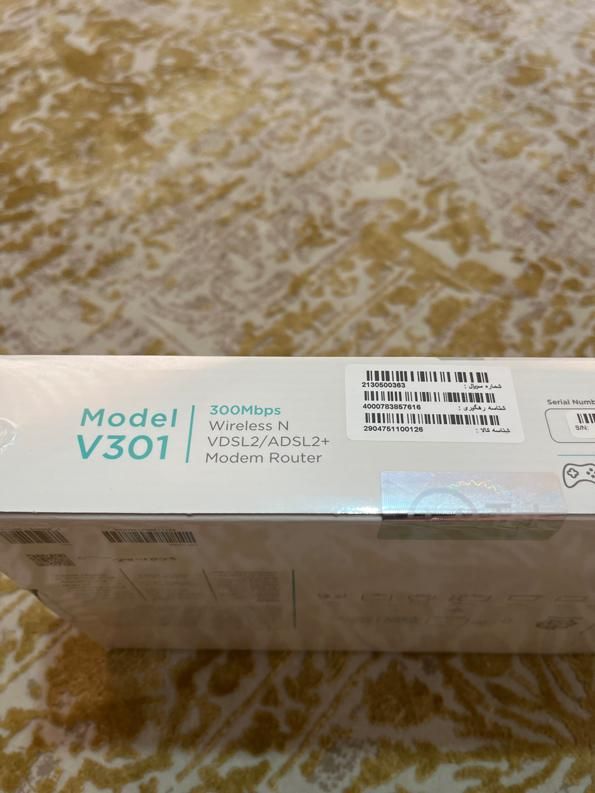 Model
V301
300Mbps
Wireless N
VDSL2/ADSL2+
Modem Router
شماره سریال :
2130500363
شناسه رهگیری :
4000783857616
شناسه کالا :
2904751100126
Serial Numb
S/N: